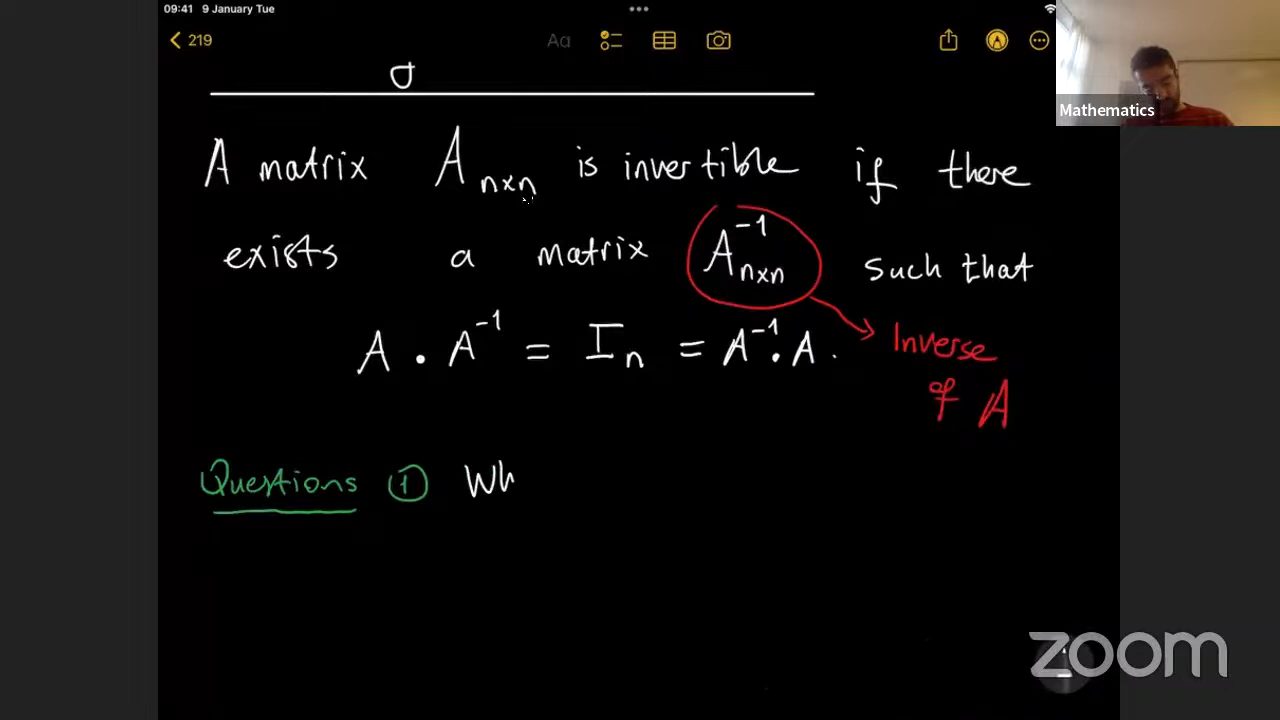 09:41 9 January Tue
219
Aa
Mathematics
A matrix A n×n is invertible if there
exists a matrix A⁻¹ n×n such that
A · A⁻¹ = Iₙ = A⁻¹ · A .
Inverse
of A
Questions ① Wh
zoom